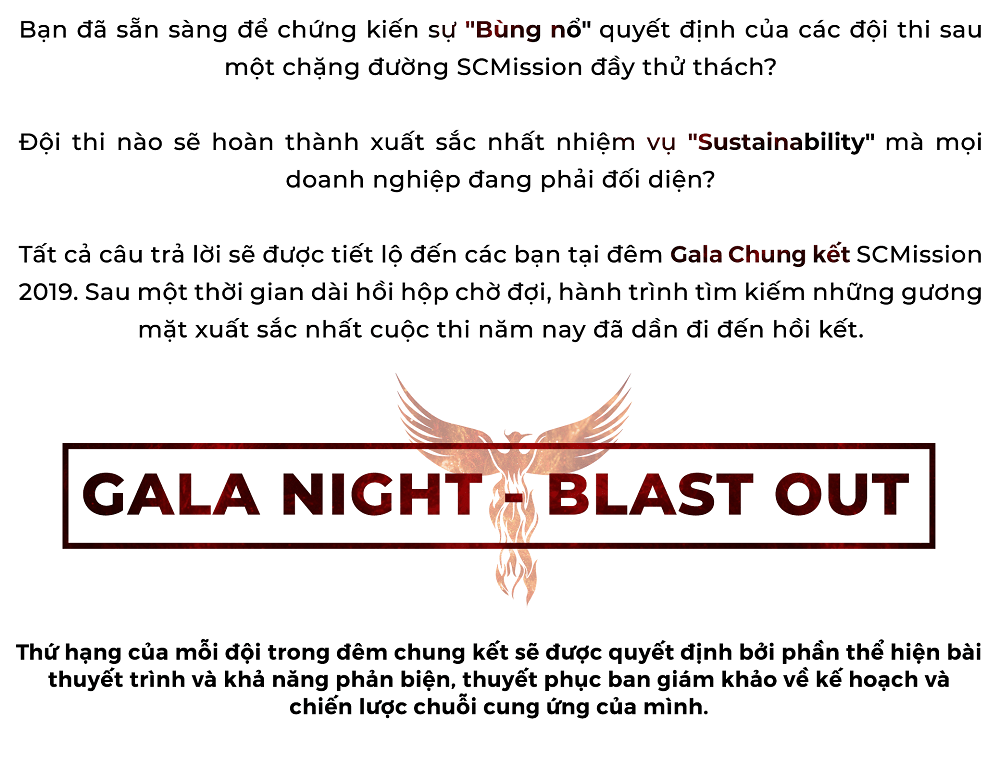 Bạn đã sẵn sàng để chứng kiến sự "Bùng nổ" quyết định của các đội thi sau
một chặng đường SCMission đầy thử thách?
Đội thi nào sẽ hoàn thành xuất sắc nhất nhiệm vụ "Sustainability" mà mọi
doanh nghiệp đang phải đối diện?
Tất cả câu trả lời sẽ được tiết lộ đến các bạn tại đêm Gala Chung kết SCMission
2019. Sau một thời gian dài hồi hộp chờ đợi, hành trình tìm kiếm những gương
mặt xuất sắc nhất cuộc thi năm nay đã dần đi đến hồi kết.
GALA NIGHT - BLAST OUT
Thứ hạng của mỗi đội trong đêm chung kết sẽ được quyết định bởi phần thể hiện bài
thuyết trình và khả năng phản biện, thuyết phục ban giám khảo về kế hoạch và
chiến lược chuỗi cung ứng của mình.